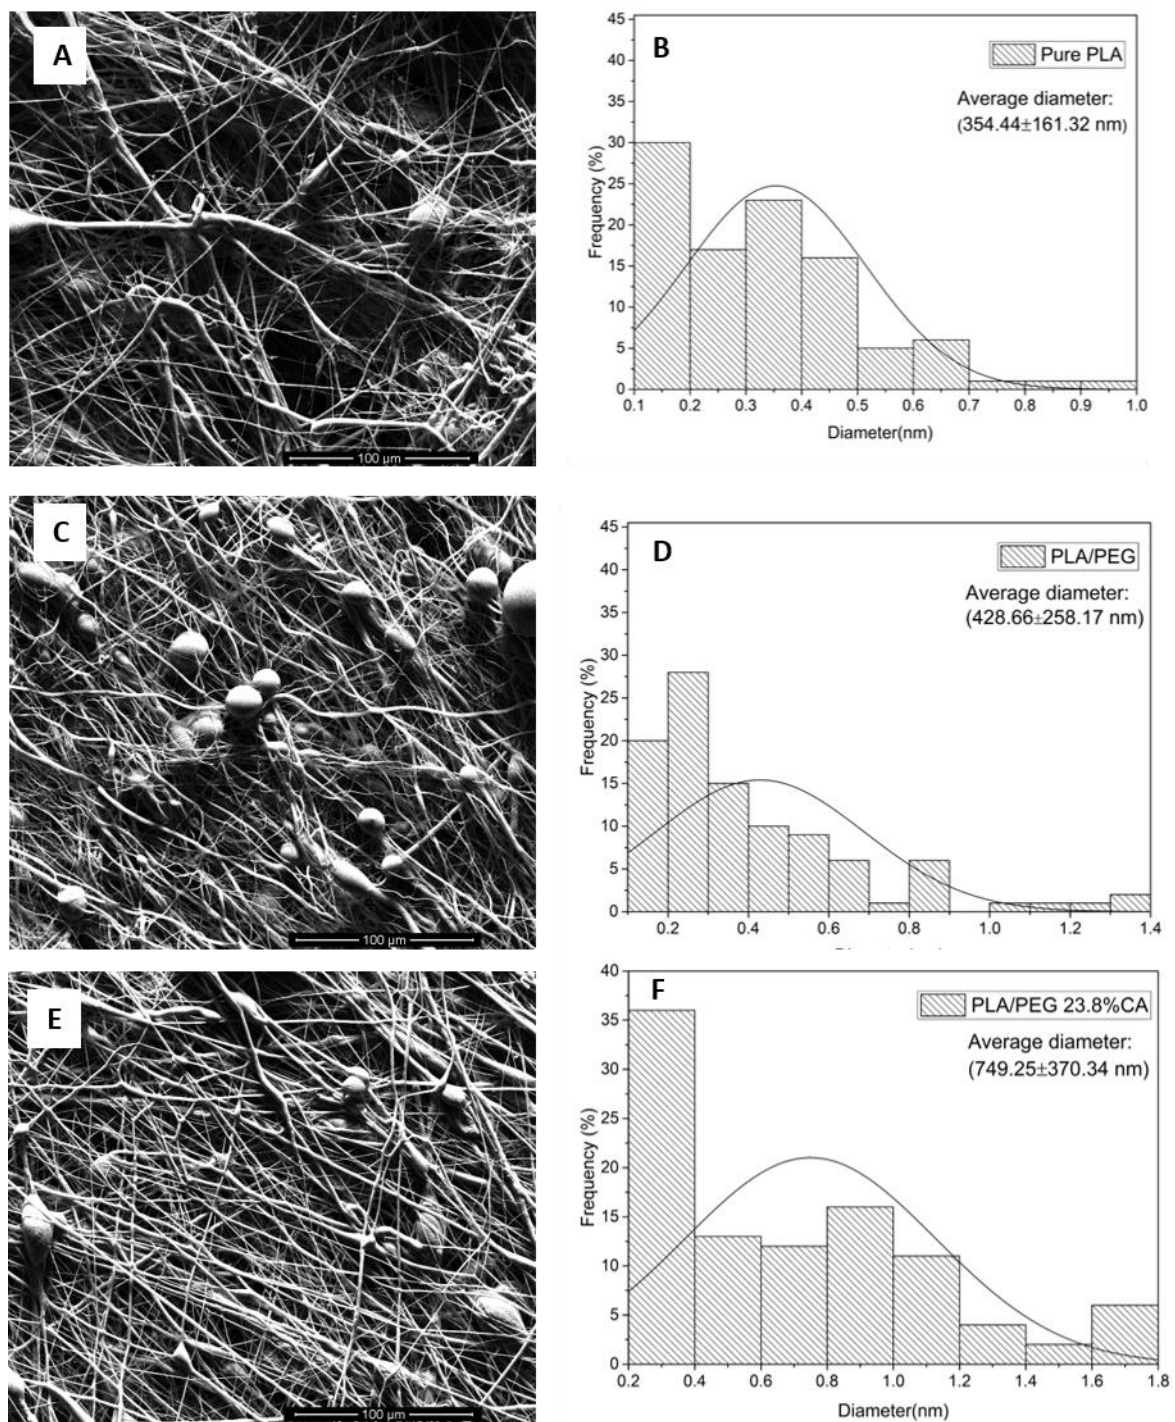 A
100 µm
B
Pure PLA
Average diameter:
(354.44±161.32 nm)
Frequency (%)
45
40
35
30
25
20
15
10
5
0
0.1 0.2 0.3 0.4 0.5 0.6 0.7 0.8 0.9 1.0
Diameter(nm)
C
100 µm
D
PLA/PEG
Average diameter:
(428.66±258.17 nm)
Frequency (%)
45
40
35
30
25
20
15
10
5
0
0.2 0.4 0.6 0.8 1.0 1.2 1.4
E
100 µm
F
PLA/PEG 23.8%CA
Average diameter:
(749.25±370.34 nm)
Frequency (%)
40
35
30
25
20
15
10
5
0
0.2 0.4 0.6 0.8 1.0 1.2 1.4 1.6 1.8
Diameter(nm)